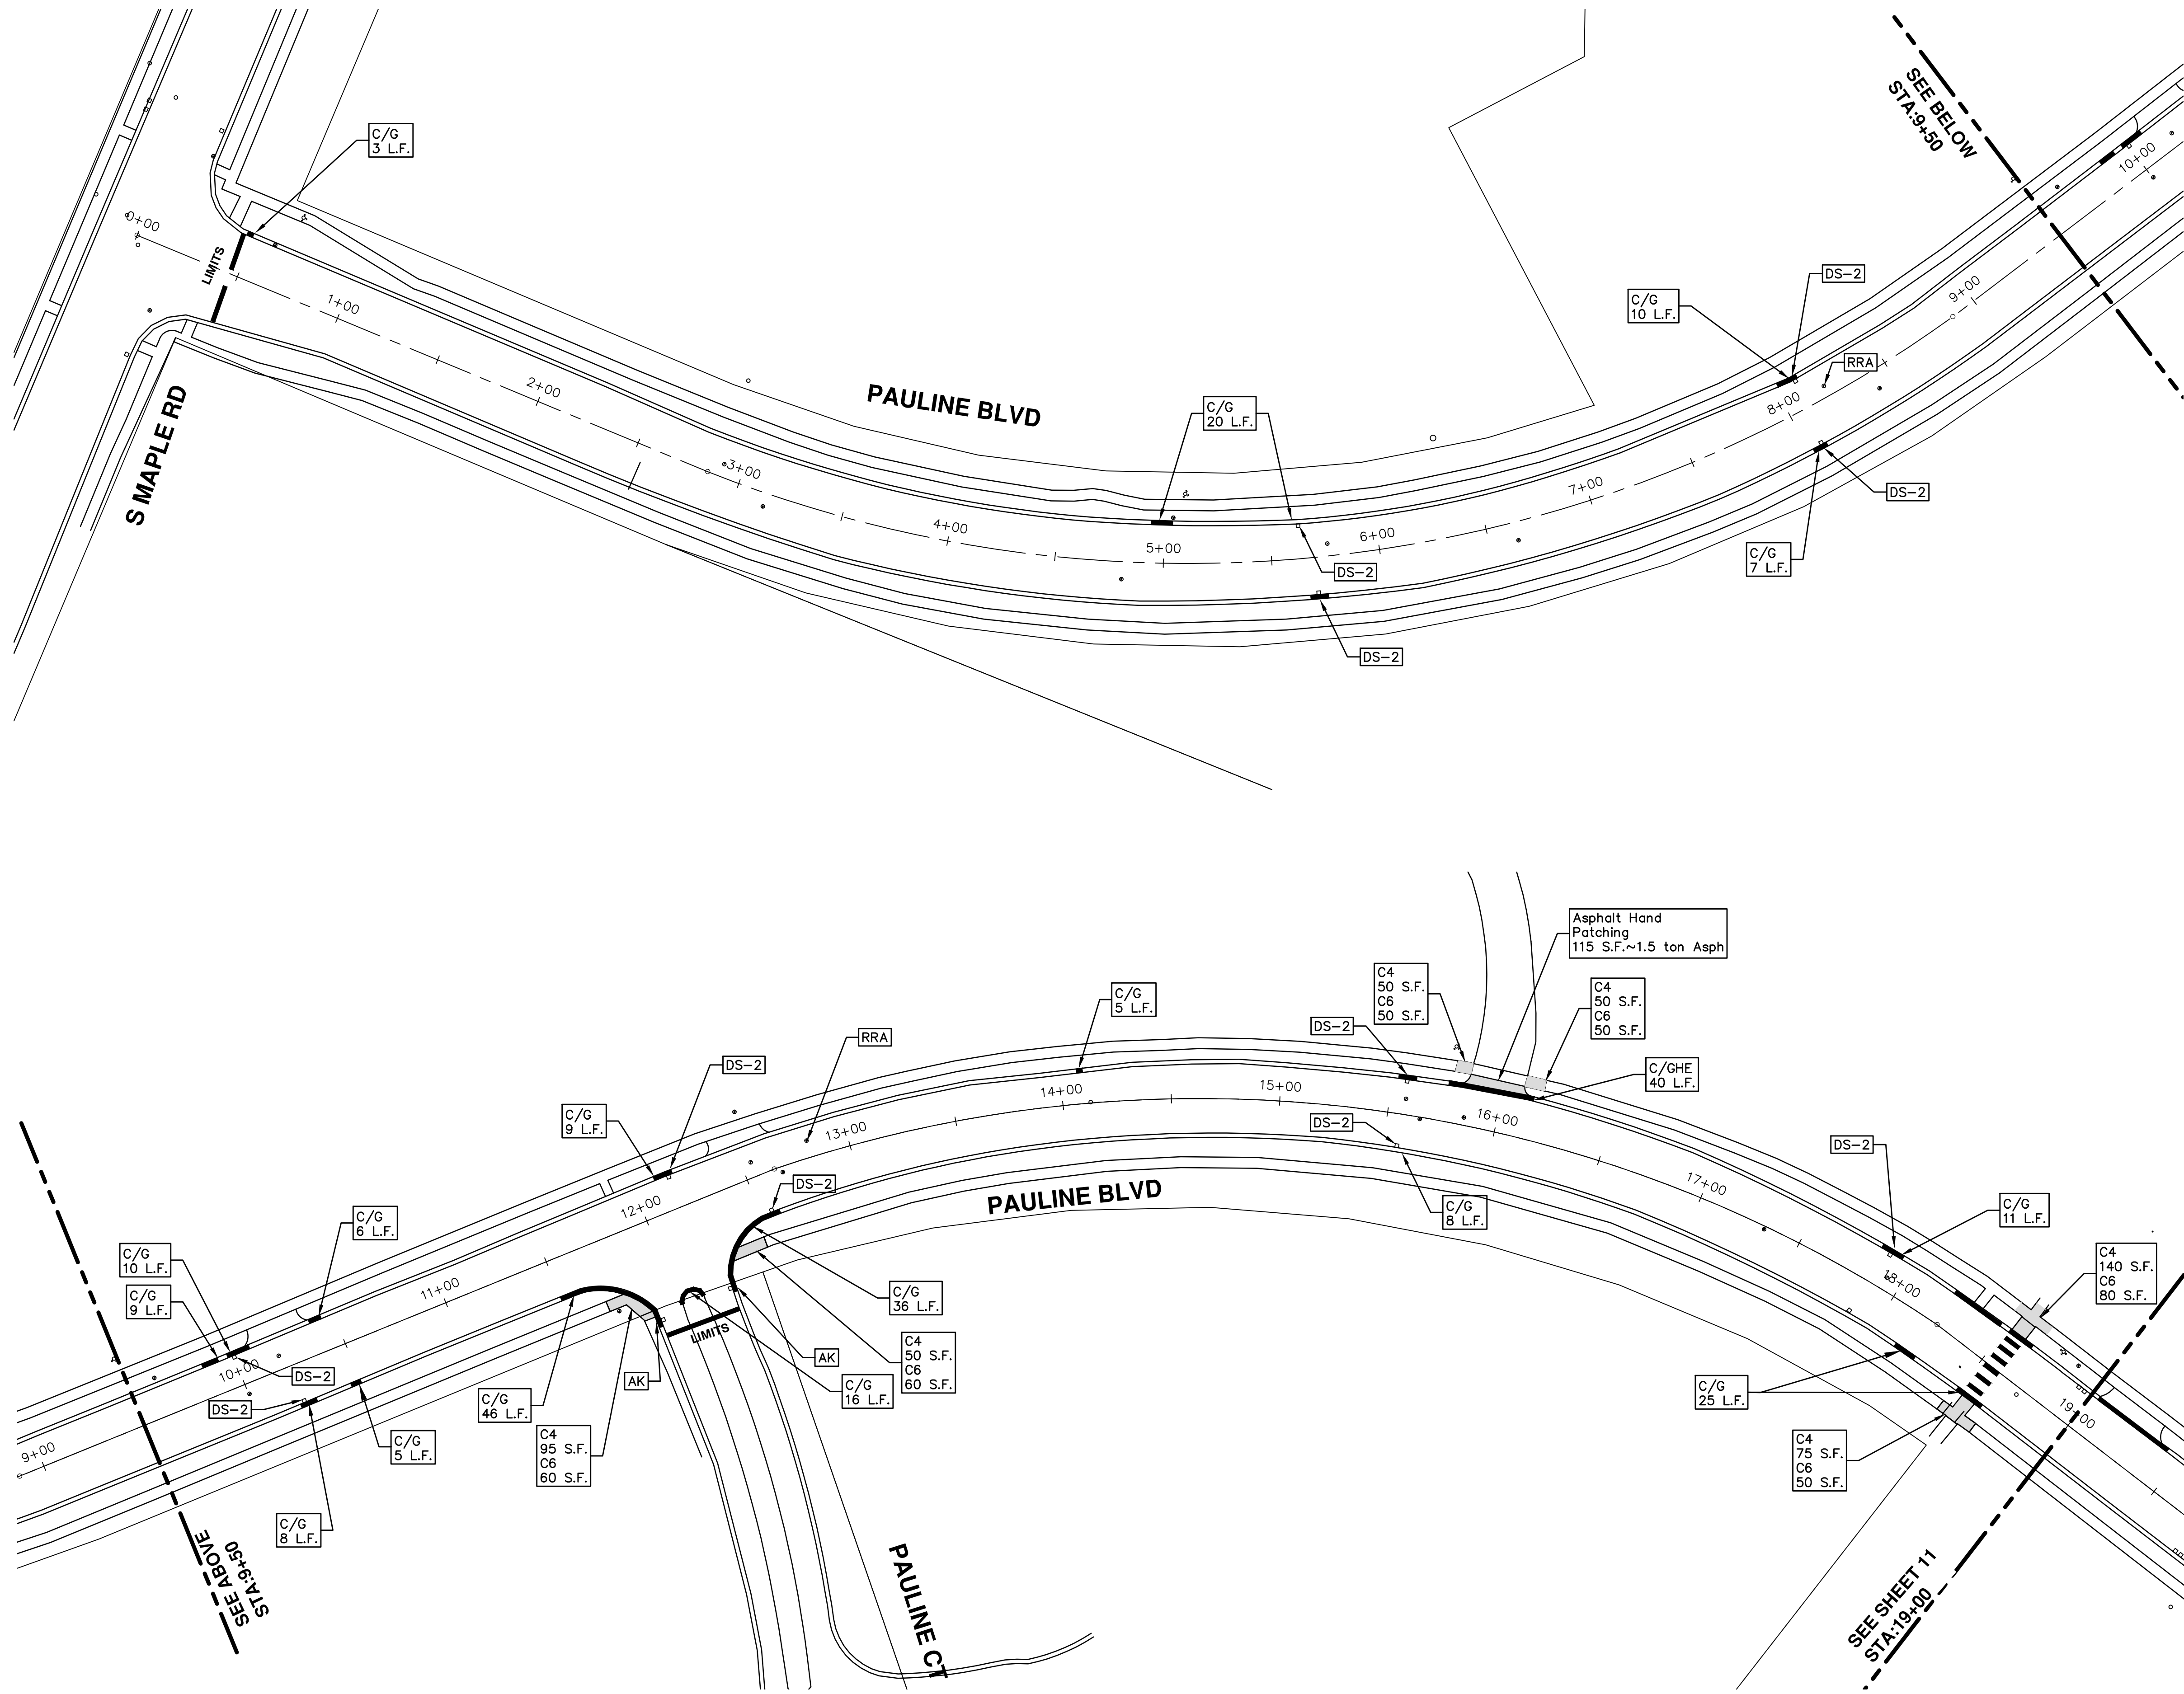 SEE BELOW
STA:9+50
C/G
3 L.F.
10+00
0+00
LIMITS
DS-2
C/G
10 L.F.
9+00
1+00
RRA
2+00
PAULINE BLVD
C/G
20 L.F.
8+00
S MAPLE RD
3+00
7+00
DS-2
4+00
5+00
6+00
C/G
7 L.F.
DS-2
DS-2
Asphalt Hand
Patching
115 S.F.~1.5 ton Asph
C4
50 S.F.
C6
50 S.F.
C4
50 S.F.
C6
50 S.F.
C/G
5 L.F.
DS-2
RRA
DS-2
C/GHE
40 L.F.
14+00
15+00
C/G
9 L.F.
16+00
13+00
DS-2
DS-2
DS-2
17+00
PAULINE BLVD
12+00
C/G
8 L.F.
C/G
11 L.F.
C/G
6 L.F.
C/G
10 L.F.
C4
140 S.F.
C6
80 S.F.
C/G
9 L.F.
11+00
18+00
C/G
36 L.F.
LIMITS
C4
50 S.F.
C6
60 S.F.
AK
10+00
DS-2
AK
C/G
16 L.F.
C/G
25 L.F.
DS-2
C/G
46 L.F.
19+00
9+00
C/G
5 L.F.
C4
95 S.F.
C6
60 S.F.
C4
75 S.F.
C6
50 S.F.
C/G
8 L.F.
SEE ABOVE
STA:9+50
PAULINE CT
SEE SHEET 11
STA:19+00